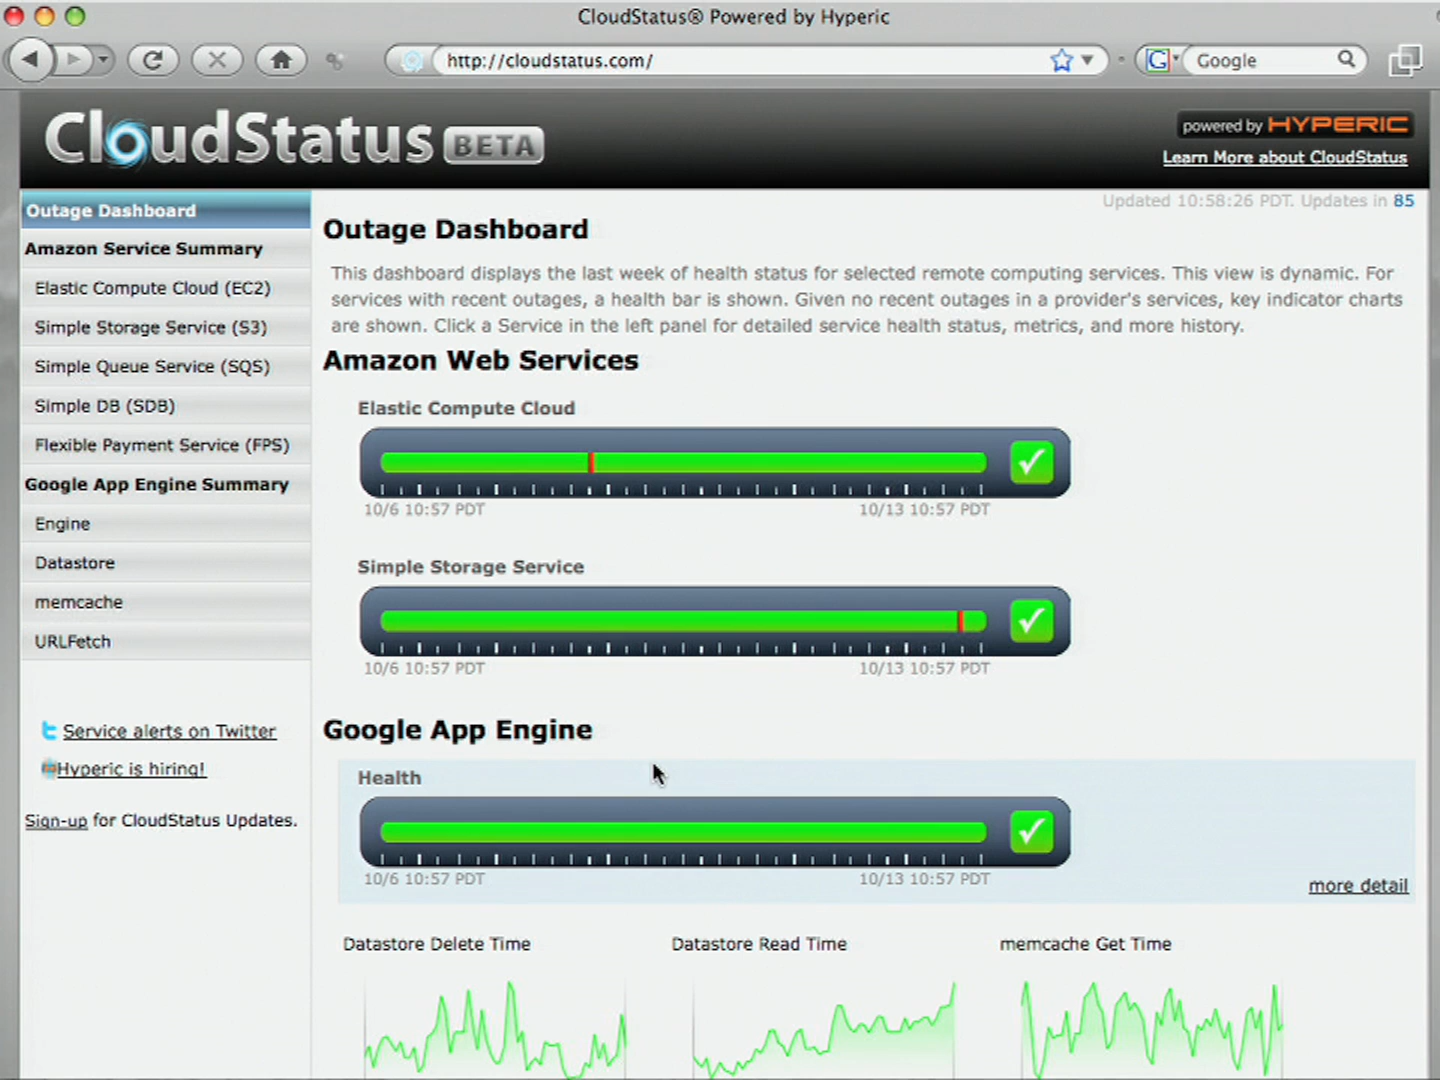 CloudStatus® Powered by Hyperic
http://cloudstatus.com/
Google
CloudStatus BETA
powered by HYPERIC
Learn More about CloudStatus
Updated 10:58:26 PDT. Updates in 85
Outage Dashboard
Amazon Service Summary
Elastic Compute Cloud (EC2)
Simple Storage Service (S3)
Simple Queue Service (SQS)
Simple DB (SDB)
Flexible Payment Service (FPS)
Google App Engine Summary
Engine
Datastore
memcache
URLFetch
Service alerts on Twitter
Hyperic is hiring!
Sign-up for CloudStatus Updates.
Outage Dashboard
This dashboard displays the last week of health status for selected remote computing services. This view is dynamic. For
services with recent outages, a health bar is shown. Given no recent outages in a provider's services, key indicator charts
are shown. Click a Service in the left panel for detailed service health status, metrics, and more history.
Amazon Web Services
Elastic Compute Cloud
10/6 10:57 PDT 10/13 10:57 PDT
Simple Storage Service
10/6 10:57 PDT 10/13 10:57 PDT
Google App Engine
Health
10/6 10:57 PDT 10/13 10:57 PDT
more detail
Datastore Delete Time Datastore Read Time memcache Get Time